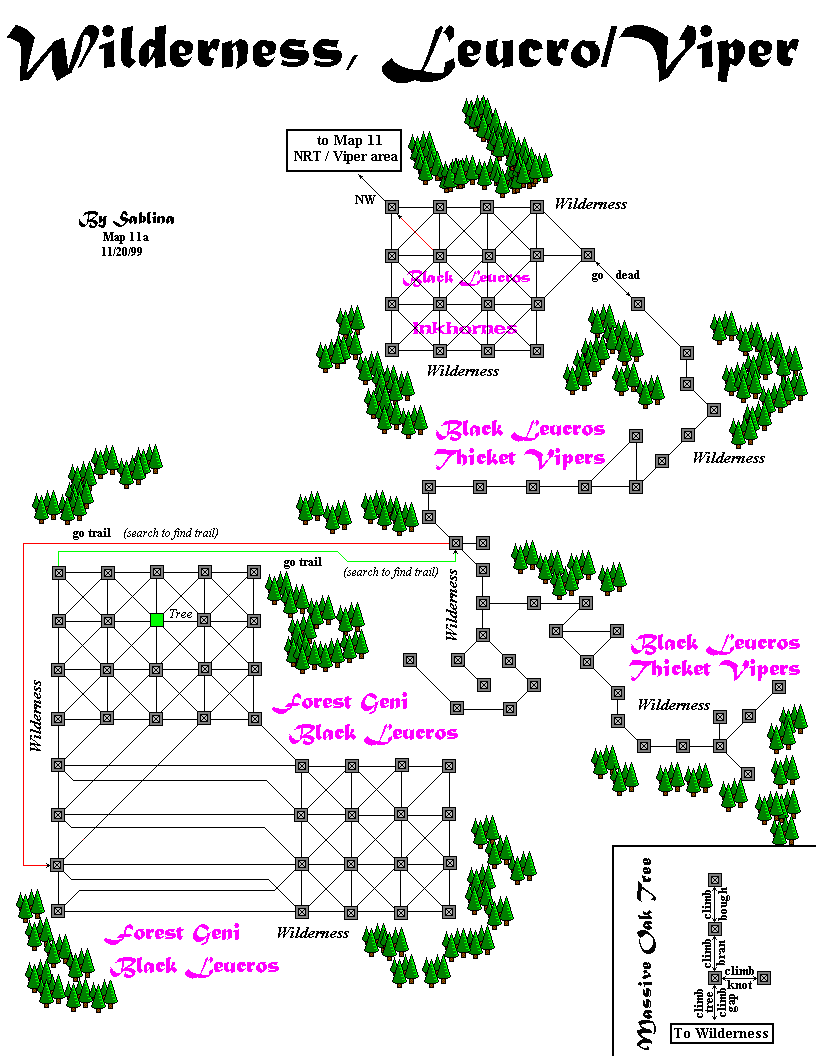 Wilderness, Leucro/Viper
to Map 11
NRT / Viper area
NW
Wilderness
By Sablina
Map 11a
11/20/99
go dead
Black Leucros
Inkhornes
Wilderness
Black Leucros
Thicket Vipers
Wilderness
go trail (search to find trail)
go trail
(search to find trail)
Wilderness
Tree
Black Leucros
Thicket Vipers
Wilderness
Forest Geni
Black Leucros
Wilderness
Forest Geni
Black Leucros
Wilderness
Massive Oak Tree
climb
bough
climb
bran
climb
knot
climb
tree
climb
gap
To Wilderness